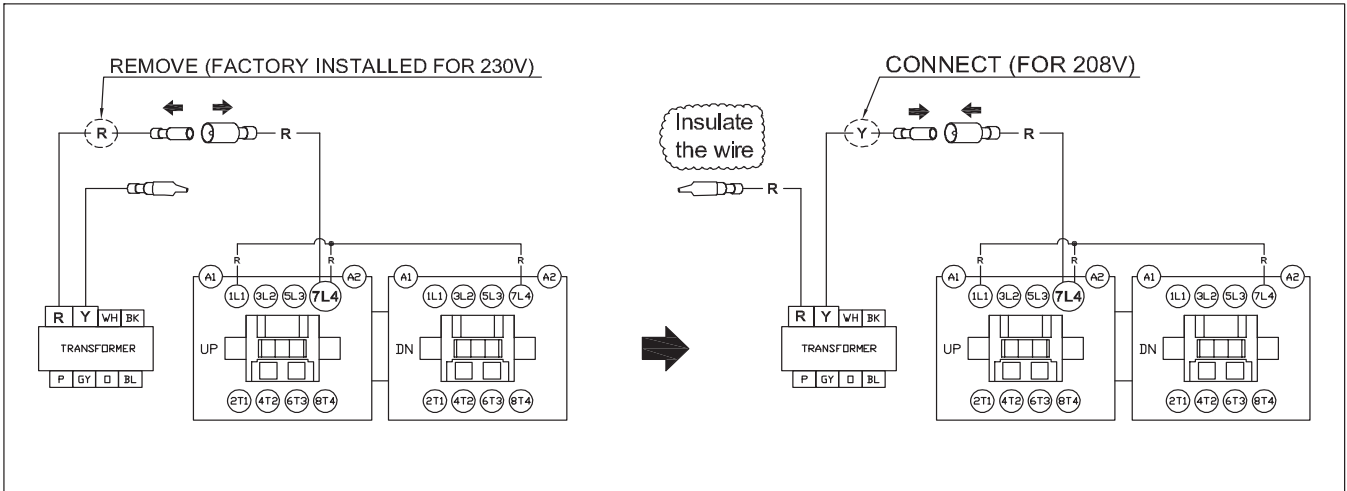 REMOVE (FACTORY INSTALLED FOR 230V)
R
R
R
R
R
A1
A2
A1
A2
1L1 3L2 5L3 7L4
1L1 3L2 5L3 7L4
R Y WH BK
TRANSFORMER
P GY O BL
UP
DN
2T1 4T2 6T3 8T4
2T1 4T2 6T3 8T4
CONNECT (FOR 208V)
Insulate
the wire
Y
R
R
R
R
R
A1
A2
A1
A2
1L1 3L2 5L3 7L4
1L1 3L2 5L3 7L4
R Y WH BK
TRANSFORMER
P GY O BL
UP
DN
2T1 4T2 6T3 8T4
2T1 4T2 6T3 8T4